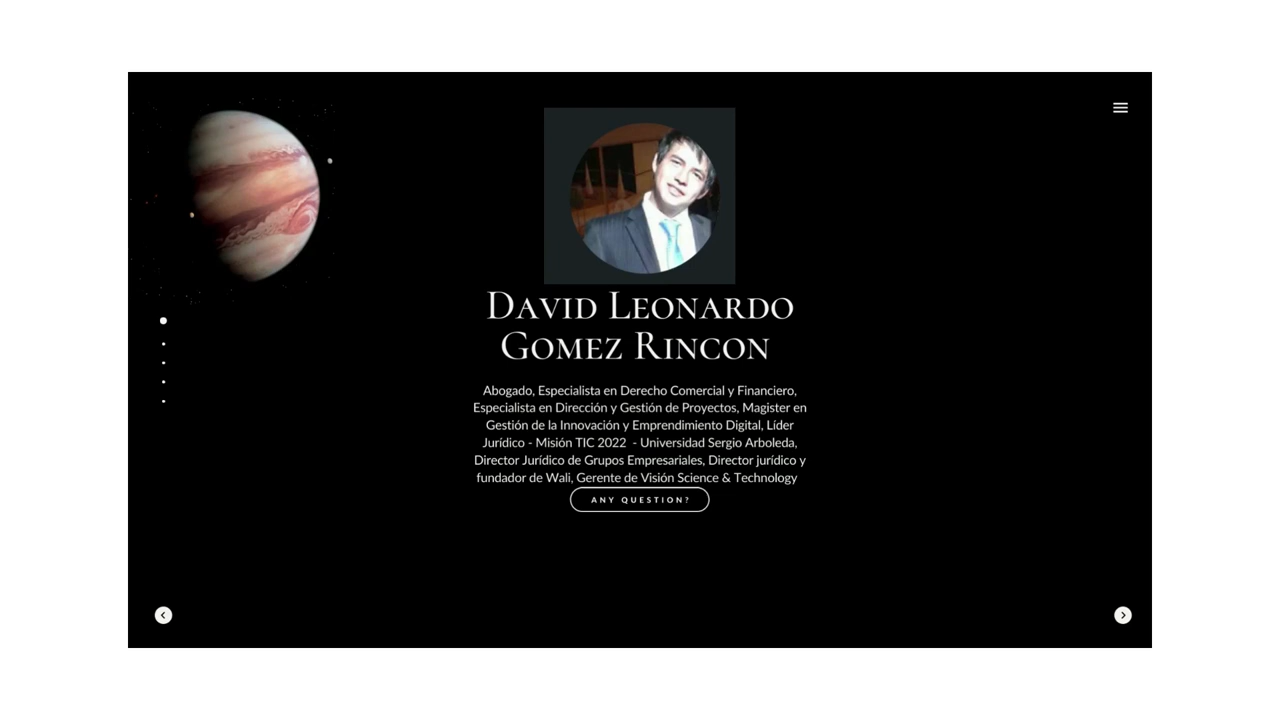 David Leonardo
Gomez Rincon
Abogado, Especialista en Derecho Comercial y Financiero,
Especialista en Dirección y Gestión de Proyectos, Magister en
Gestión de la Innovación y Emprendimiento Digital, Líder
Jurídico - Misión TIC 2022 - Universidad Sergio Arboleda,
Director Jurídico de Grupos Empresariales, Director jurídico y
fundador de Wali, Gerente de Visión Science & Technology
ANY QUESTION?